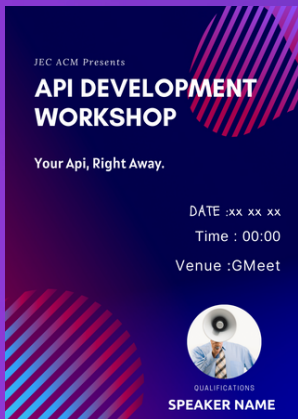 JEC ACM Presents
API DEVELOPMENT
WORKSHOP
Your Api, Right Away.
DATE :xx xx xx
Time : 00:00
Venue :GMeet
QUALIFICATIONS
SPEAKER NAME